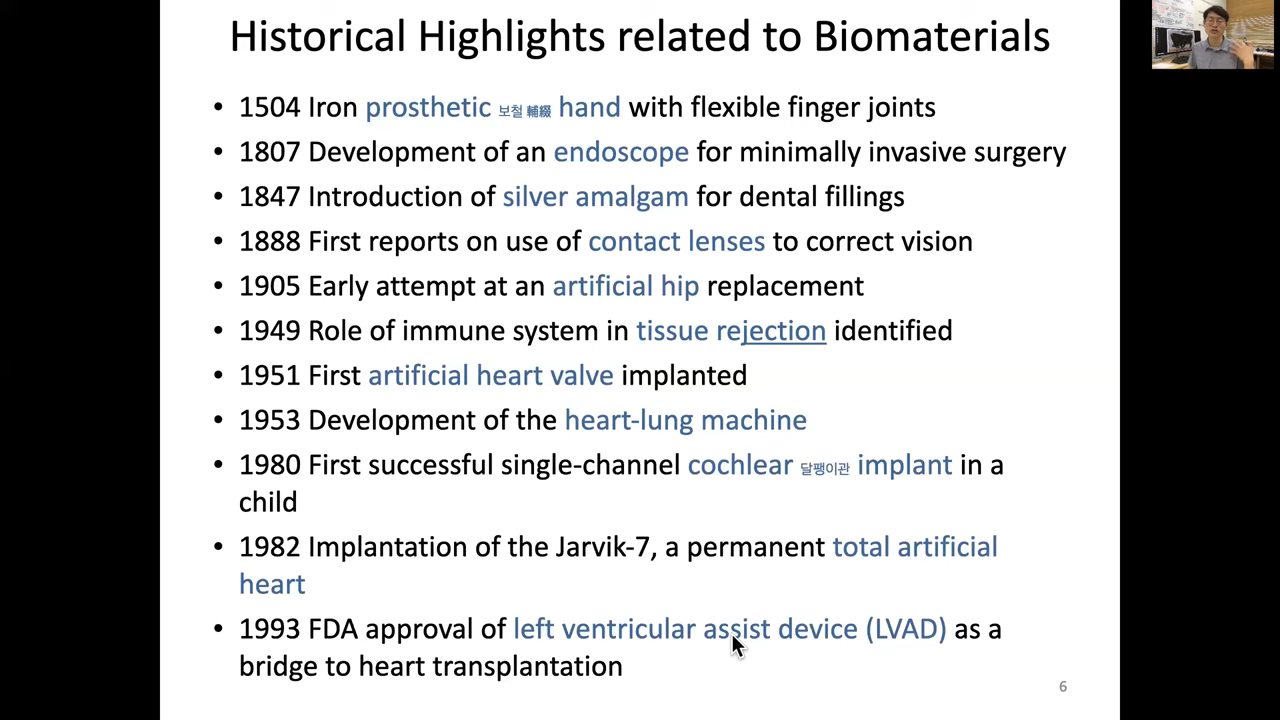 Historical Highlights related to Biomaterials
• 1504 Iron prosthetic 보철 輔綴 hand with flexible finger joints
• 1807 Development of an endoscope for minimally invasive surgery
• 1847 Introduction of silver amalgam for dental fillings
• 1888 First reports on use of contact lenses to correct vision
• 1905 Early attempt at an artificial hip replacement
• 1949 Role of immune system in tissue rejection identified
• 1951 First artificial heart valve implanted
• 1953 Development of the heart-lung machine
• 1980 First successful single-channel cochlear 달팽이관 implant in a
child
• 1982 Implantation of the Jarvik-7, a permanent total artificial
heart
• 1993 FDA approval of left ventricular assist device (LVAD) as a
bridge to heart transplantation
6